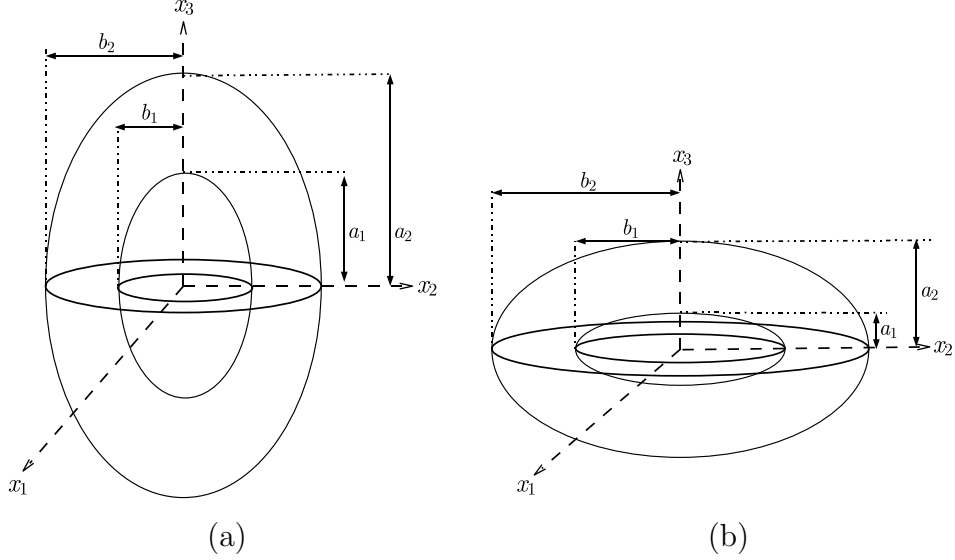 x₃
b₂
b₁
a₁
a₂
x₂
x₁
(a)
x₃
b₂
b₁
a₂
a₁
x₂
x₁
(b)